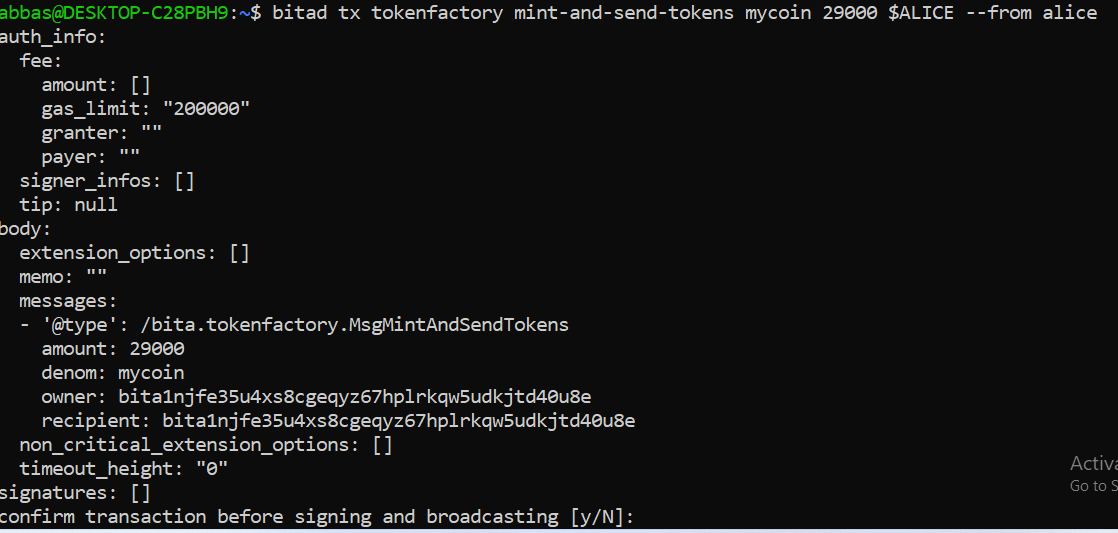 abbas@DESKTOP-C28PBH9:~$ bitad tx tokenfactory mint-and-send-tokens mycoin 29000 $ALICE --from alice
auth_info:
  fee:
    amount: []
    gas_limit: "200000"
    granter: ""
    payer: ""
  signer_infos: []
  tip: null
body:
  extension_options: []
  memo: ""
  messages:
  - '@type': /bita.tokenfactory.MsgMintAndSendTokens
    amount: 29000
    denom: mycoin
    owner: bita1njfe35u4xs8cgeqyz67hplrkqw5udkjtd40u8e
    recipient: bita1njfe35u4xs8cgeqyz67hplrkqw5udkjtd40u8e
  non_critical_extension_options: []
  timeout_height: "0"
signatures: []
confirm transaction before signing and broadcasting [y/N]:
Activa
Go to S